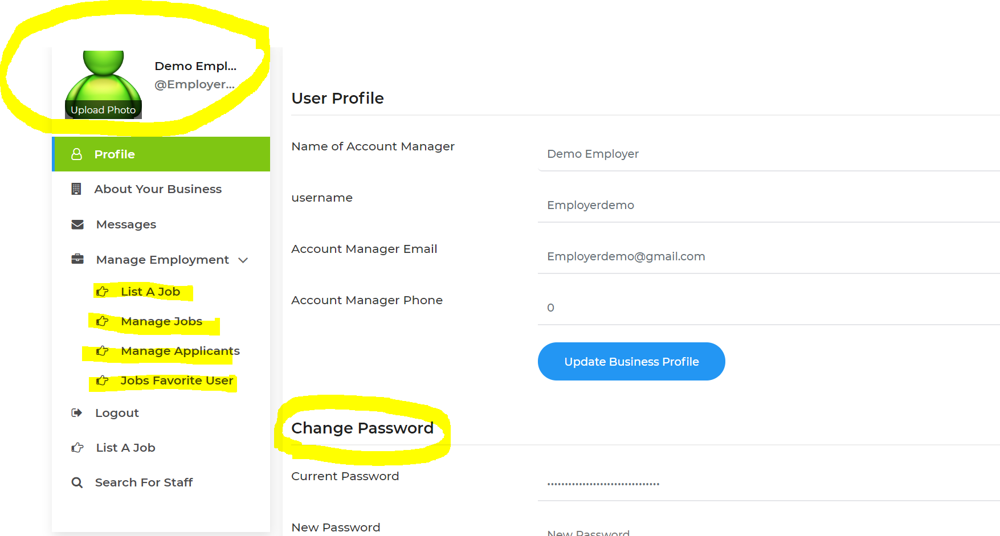 Demo Empl...
@Employer...
Upload Photo
Profile
About Your Business
Messages
Manage Employment
List A Job
Manage Jobs
Manage Applicants
Jobs Favorite User
Logout
List A Job
Search For Staff
User Profile
Name of Account Manager
Demo Employer
username
Employerdemo
Account Manager Email
Employerdemo@gmail.com
Account Manager Phone
0
Update Business Profile
Change Password
Current Password
New Password
New Password